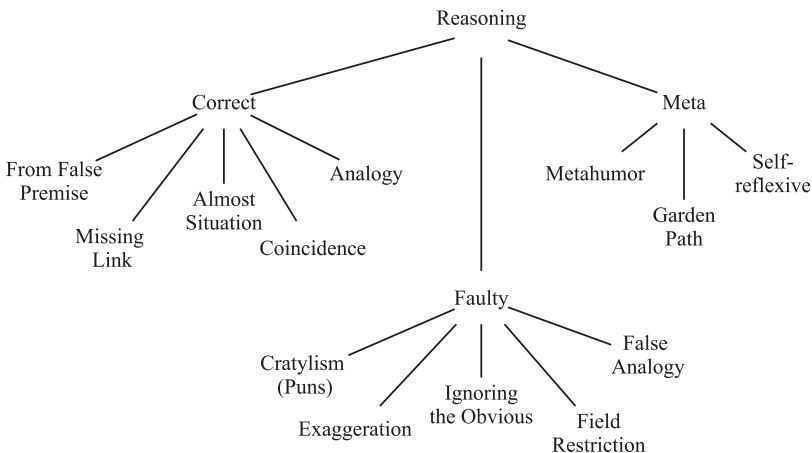 Reasoning
Correct
Meta
From False
Premise
Missing
Link
Almost
Situation
Coincidence
Analogy
Metahumor
Garden
Path
Self-
reflexive
Faulty
Cratylism
(Puns)
Exaggeration
Ignoring
the Obvious
Field
Restriction
False
Analogy